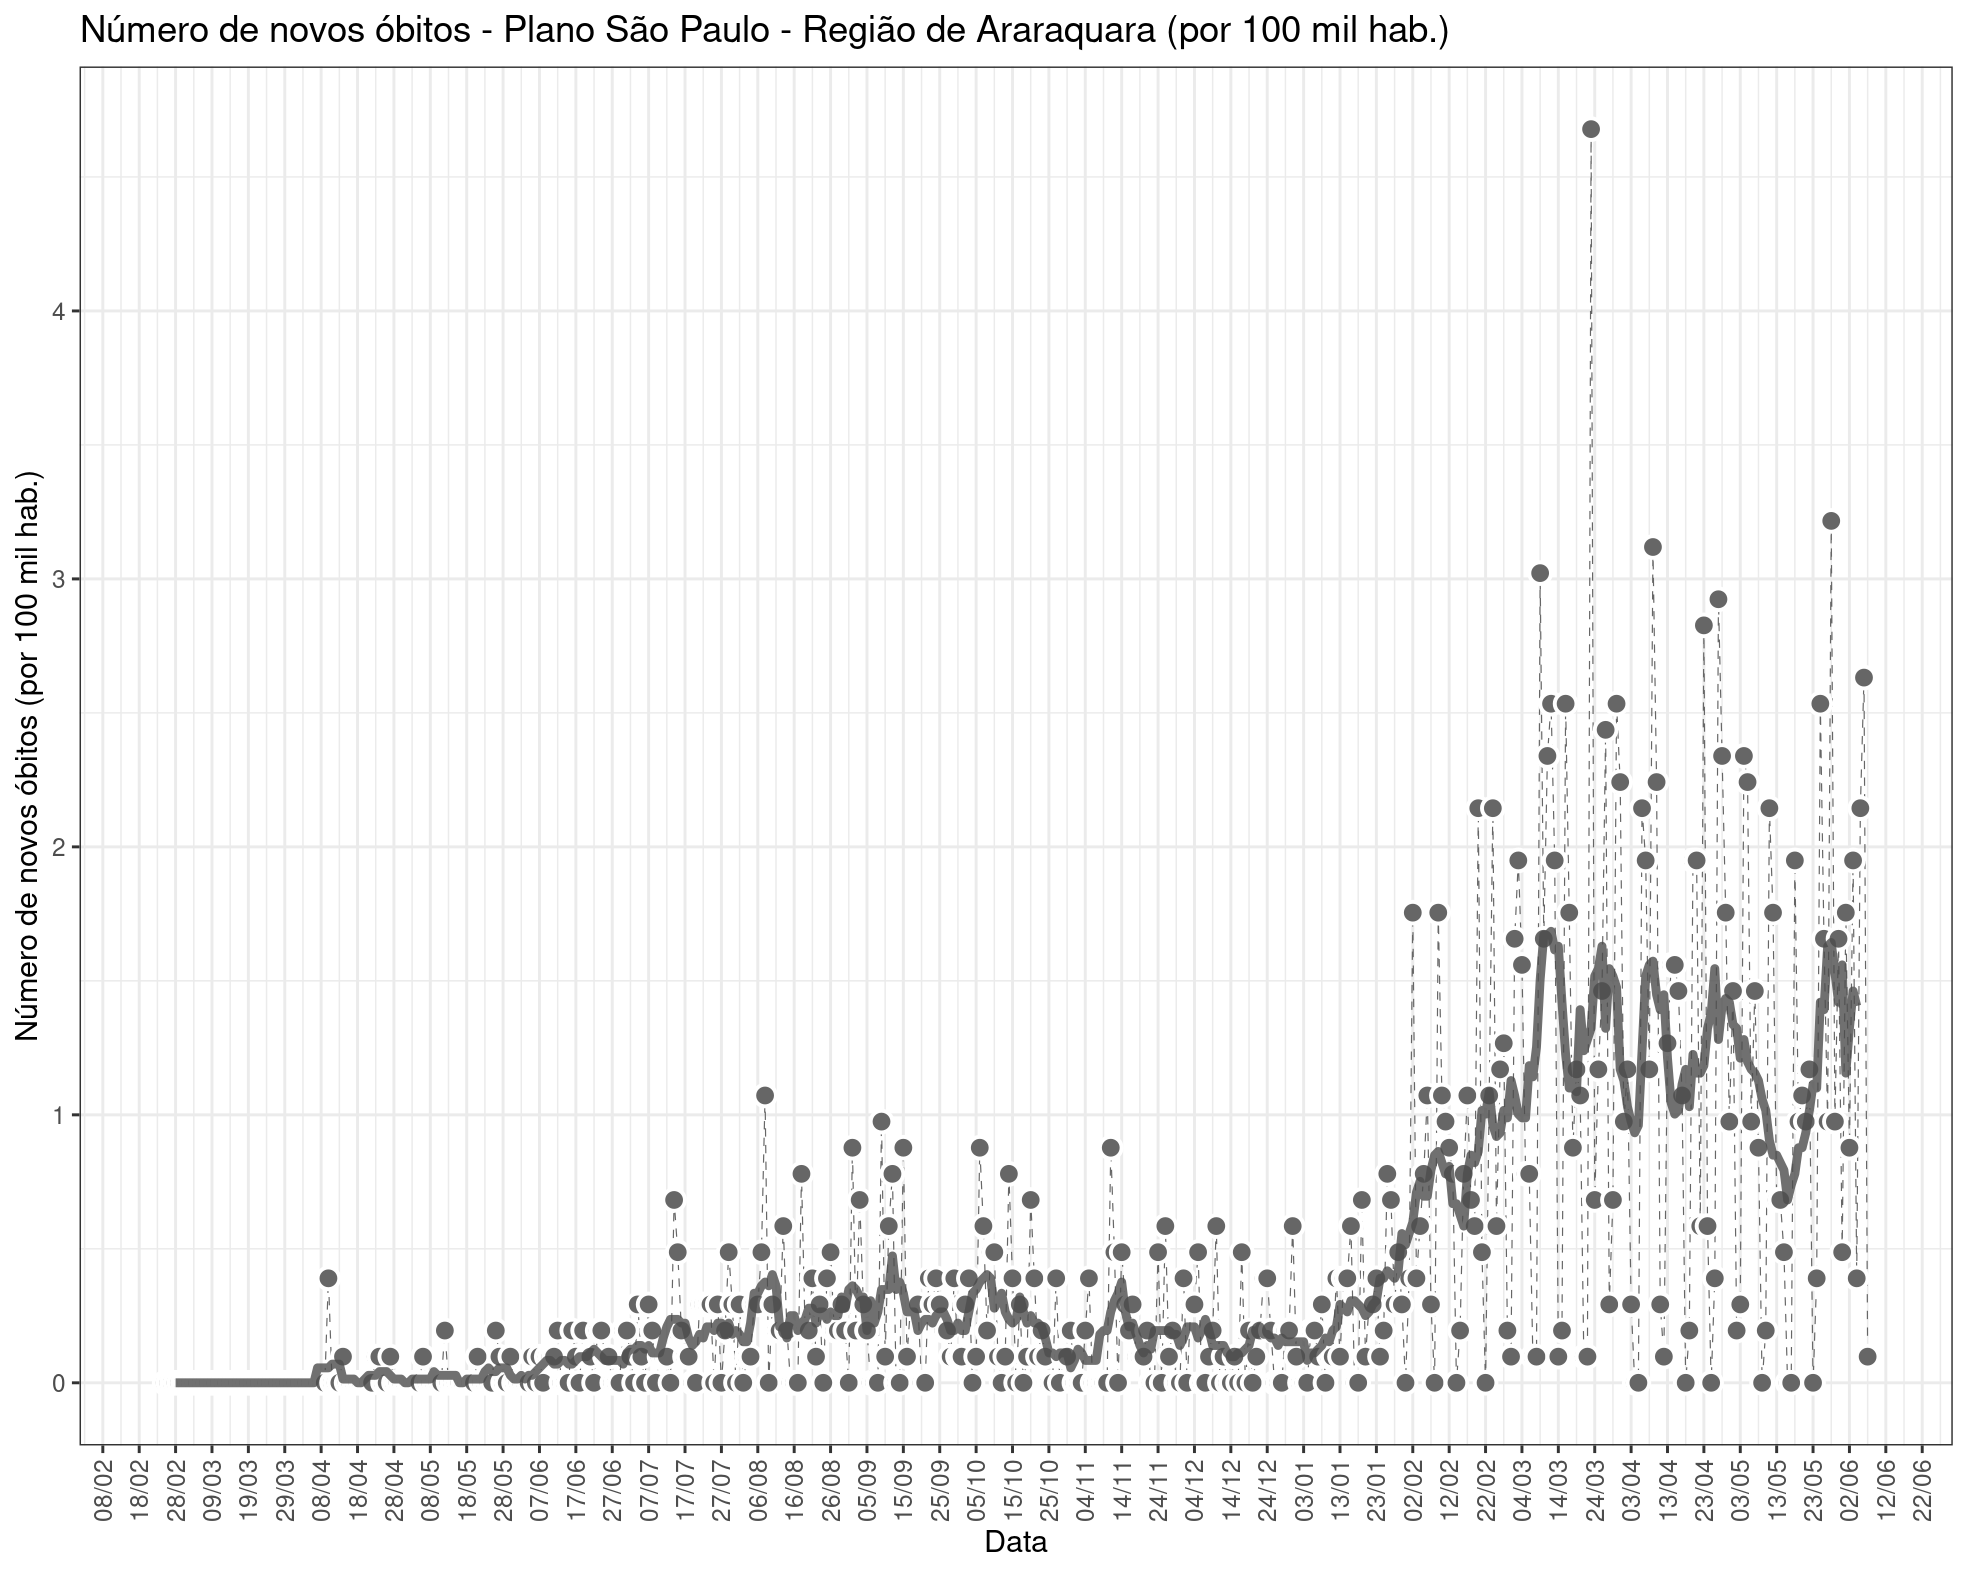 Número de novos óbitos - Plano São Paulo - Região de Araraquara (por 100 mil hab.)
Número de novos óbitos (por 100 mil hab.)
4
3
2
1
0
08/02 18/02 28/02 09/03 19/03 29/03 08/04 18/04 28/04 08/05 18/05 28/05 07/06 17/06 27/06 07/07 17/07 27/07 06/08 16/08 26/08 05/09 15/09 25/09 05/10 15/10 25/10 04/11 14/11 24/11 04/12 14/12 24/12 03/01 13/01 23/01 02/02 12/02 22/02 04/03 14/03 24/03 03/04 13/04 23/04 03/05 13/05 23/05 02/06 12/06 22/06
Data